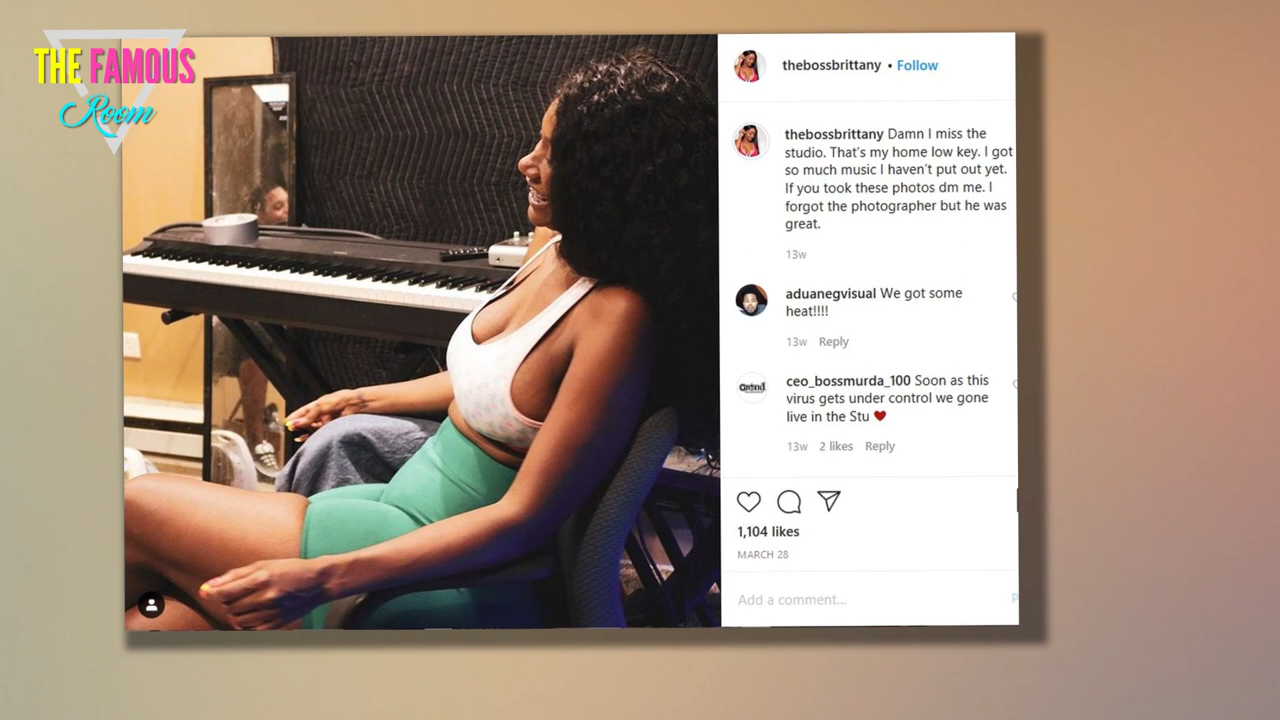 THE FAMOUS
Room
thebossbrittany • Follow
thebossbrittany Damn I miss the
studio. That's my home low key. I got
so much music I haven't put out yet.
If you took these photos dm me. I
forgot the photographer but he was
great.
13w
aduanegvisual We got some
heat!!!!
13w Reply
ceo_bossmurda_100 Soon as this
virus gets under control we gone
live in the Stu ❤
13w 2 likes Reply
1,104 likes
MARCH 28
Add a comment...